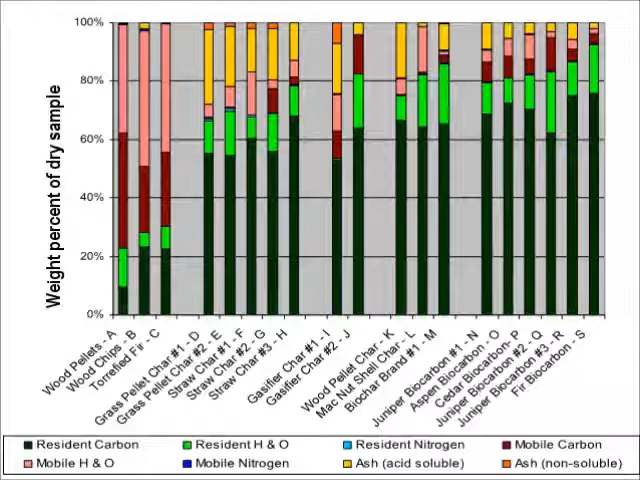 Weight percent of dry sample
100%
80%
60%
40%
20%
0%
Wood Pellets - A
Wood Chips - B
Torrefied Fir - C
Grass Pellet Char #1 - D
Grass Pellet Char #2 - E
Straw Char #1 - F
Straw Char #2 - G
Straw Char #3 - H
Gasifier Char #1 - I
Gasifier Char #2 - J
Wood Pellet Char - K
Mac Nut Shell Char - L
Biochar Brand #1 - M
Juniper Biocarbon #1 - N
Aspen Biocarbon - O
Cedar Biocarbon- P
Juniper Biocarbon #2 - Q
Juniper Biocarbon #3 - R
Fir Biocarbon - S
Resident Carbon Resident H & O Resident Nitrogen Mobile Carbon
Mobile H & O Mobile Nitrogen Ash (acid soluble) Ash (non-soluble)